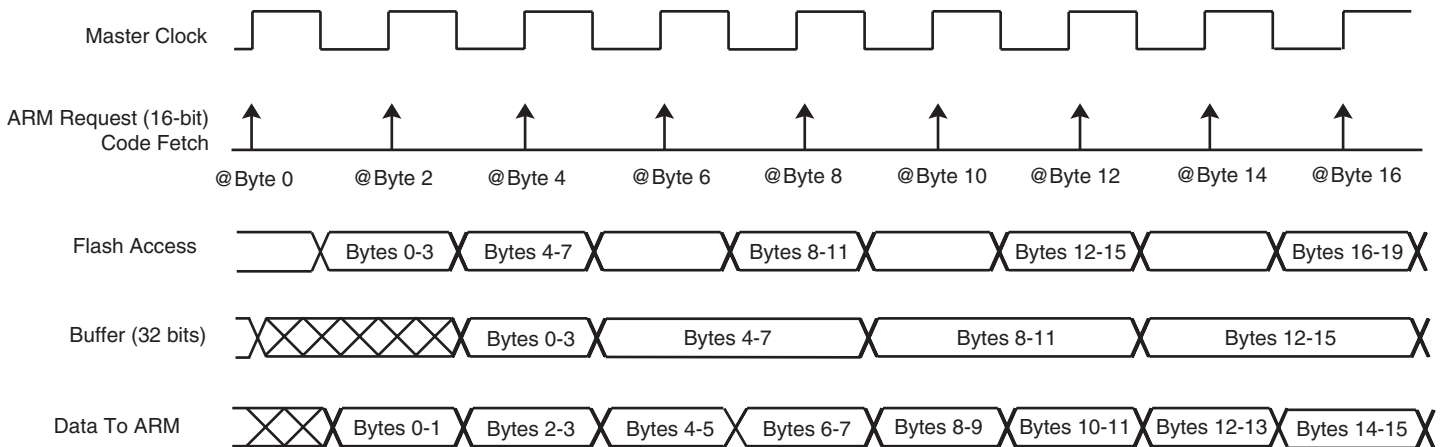 Master Clock
ARM Request (16-bit)
Code Fetch
@Byte 0 @Byte 2 @Byte 4 @Byte 6 @Byte 8 @Byte 10 @Byte 12 @Byte 14 @Byte 16
Flash Access Bytes 0-3 Bytes 4-7 Bytes 8-11 Bytes 12-15 Bytes 16-19
Buffer (32 bits) Bytes 0-3 Bytes 4-7 Bytes 8-11 Bytes 12-15
Data To ARM Bytes 0-1 Bytes 2-3 Bytes 4-5 Bytes 6-7 Bytes 8-9 Bytes 10-11 Bytes 12-13 Bytes 14-15